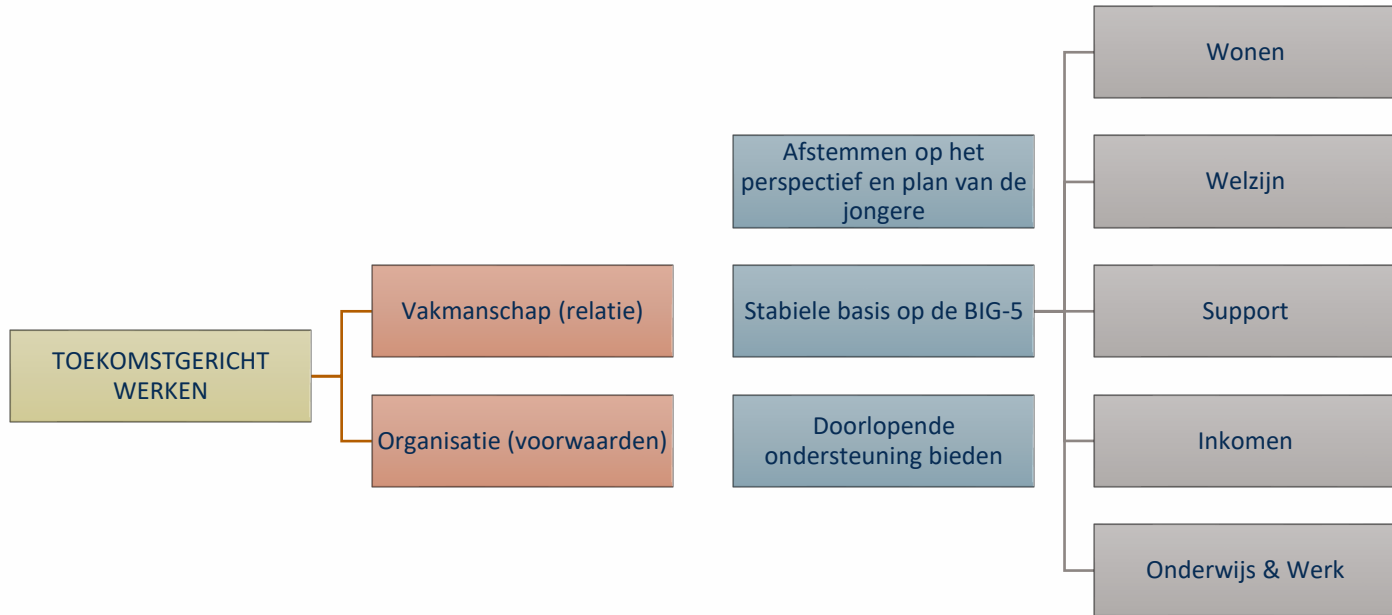 TOEKOMSTGERICHT
WERKEN
Vakmanschap (relatie)
Organisatie (voorwaarden)
Afstemmen op het
perspectief en plan van de
jongere
Stabiele basis op de BIG-5
Doorlopende
ondersteuning bieden
Wonen
Welzijn
Support
Inkomen
Onderwijs & Werk